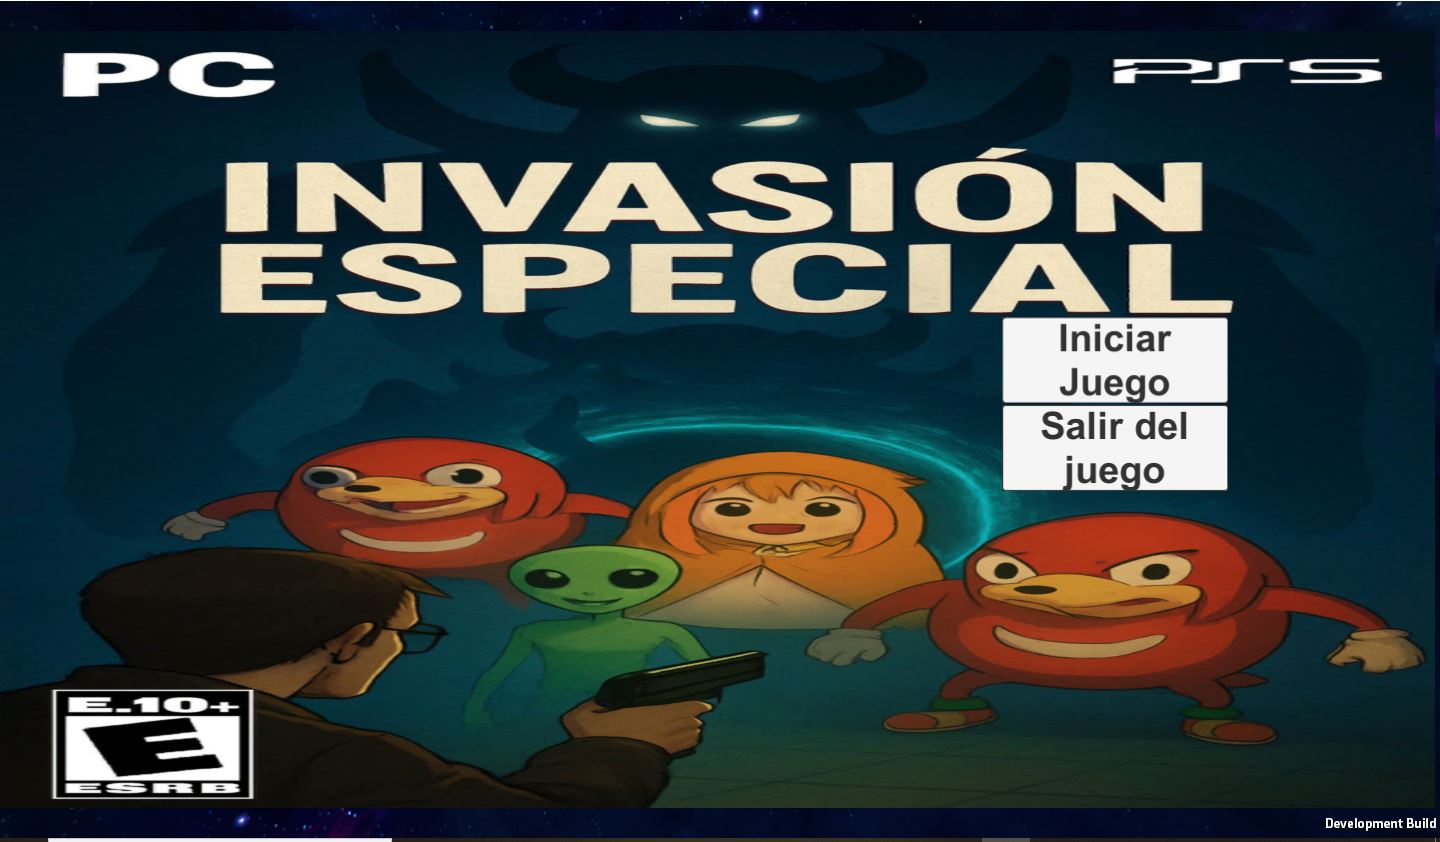 PC
PS5
INVASIÓN
ESPECIAL
Iniciar
Juego
Salir del
juego
E.10+
E
ESRB
Development Build